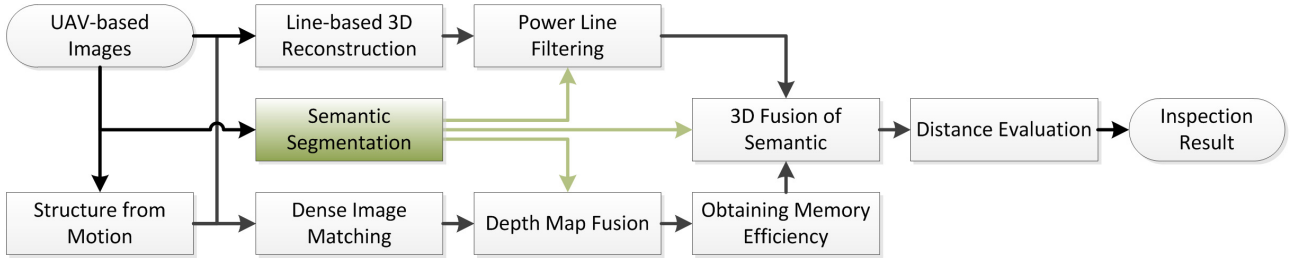 UAV-based
Images
Line-based 3D
Reconstruction
Power Line
Filtering
Semantic
Segmentation
3D Fusion of
Semantic
Distance Evaluation
Inspection
Result
Structure from
Motion
Dense Image
Matching
Depth Map Fusion
Obtaining Memory
Efficiency